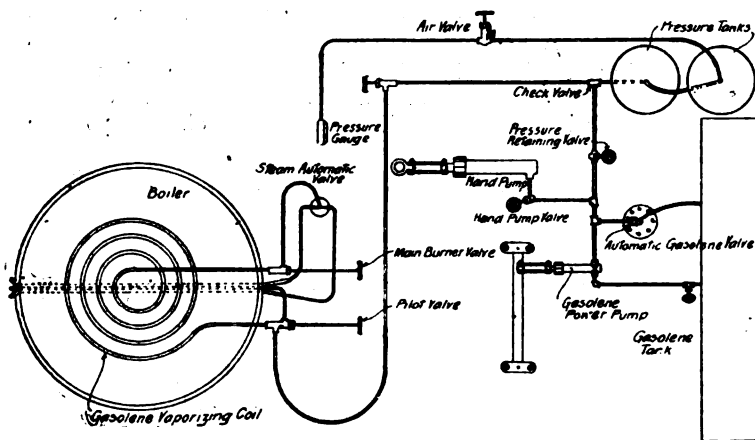 Air Valve
Pressure Tanks
Check Valve
Pressure
Gauge
Pressure
Retaining Valve
Steam Automatic
Valve
Boiler
Hand Pump
Hand Pump Valve
Automatic Gasolene Valve
Main Burner Valve
Gasolene
Power Pump
Pilot Valve
Gasolene
Tank
Gasolene Vaporizing Coil